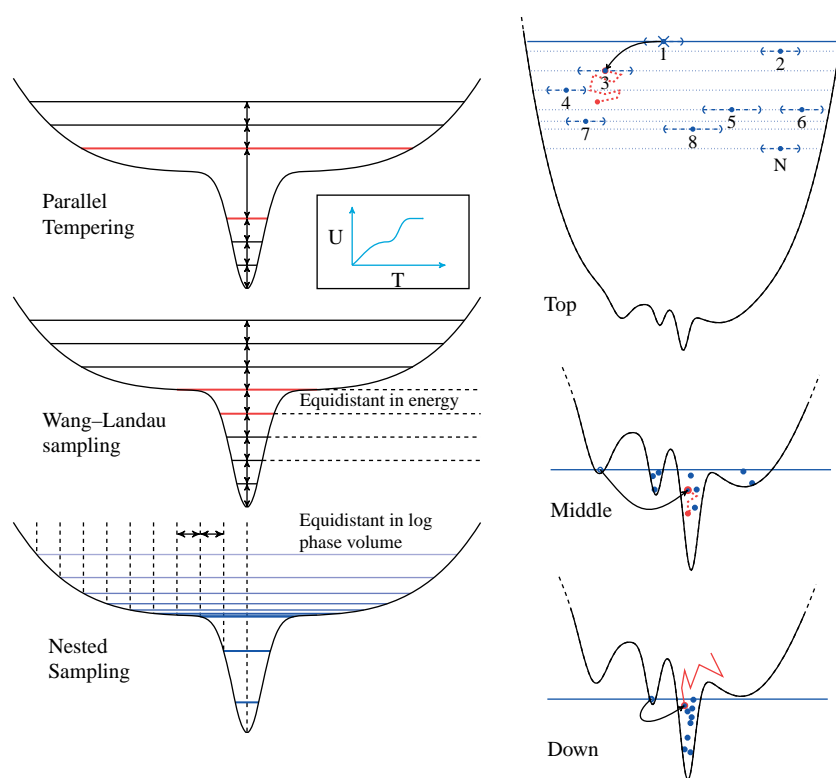 Parallel
Tempering
U
T
Wang–Landau
sampling
Equidistant in energy
Equidistant in log
phase volume
Nested
Sampling
1
2
3
4
5
6
7
8
N
Top
Middle
Down